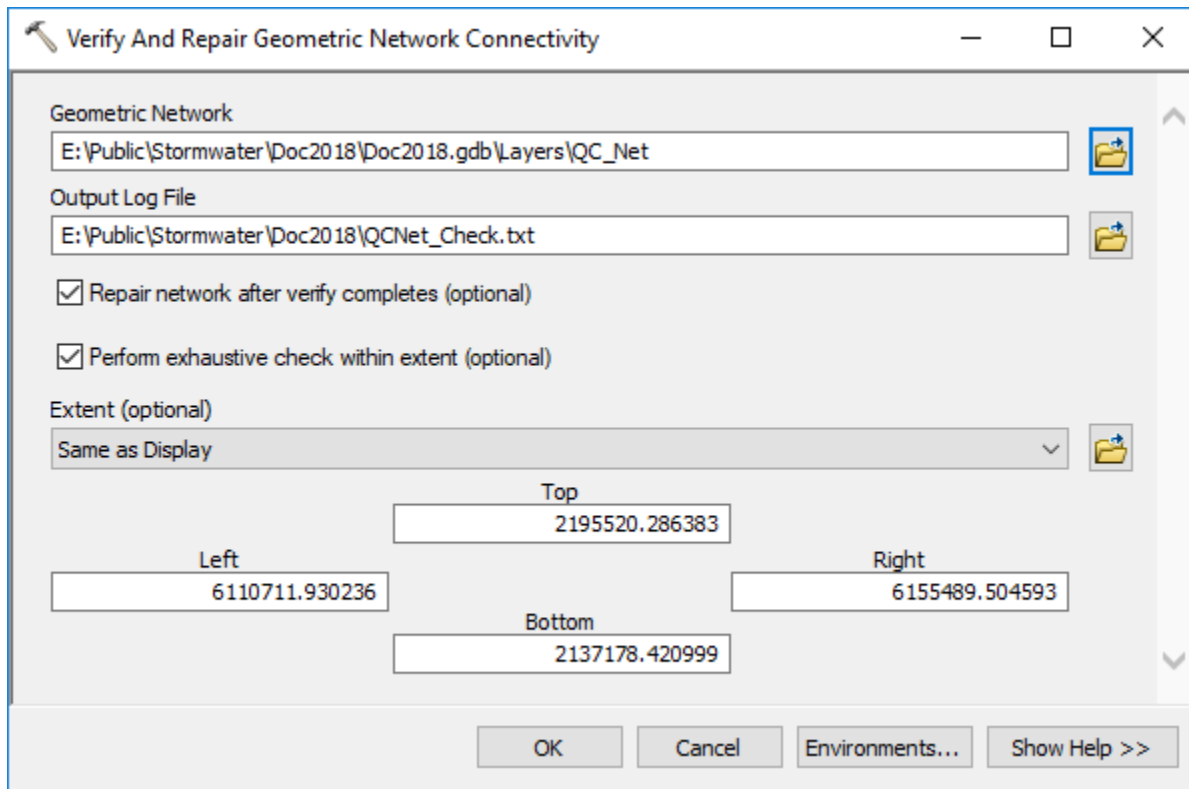 Verify And Repair Geometric Network Connectivity
Geometric Network
E:\Public\Stormwater\Doc2018\Doc2018.gdb\Layers\QC_Net
Output Log File
E:\Public\Stormwater\Doc2018\QCNet_Check.txt
Repair network after verify completes (optional)
Perform exhaustive check within extent (optional)
Extent (optional)
Same as Display
Top
2195520.286383
Left Right
6110711.930236 6155489.504593
Bottom
2137178.420999
OK Cancel Environments... Show Help >>